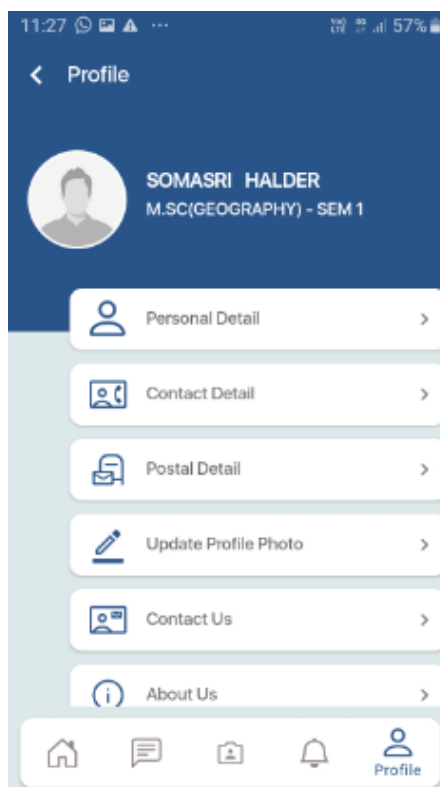 11:27 57%
Profile
SOMASRI HALDER
M.SC(GEOGRAPHY) - SEM 1
Personal Detail
Contact Detail
Postal Detail
Update Profile Photo
Contact Us
About Us
Profile